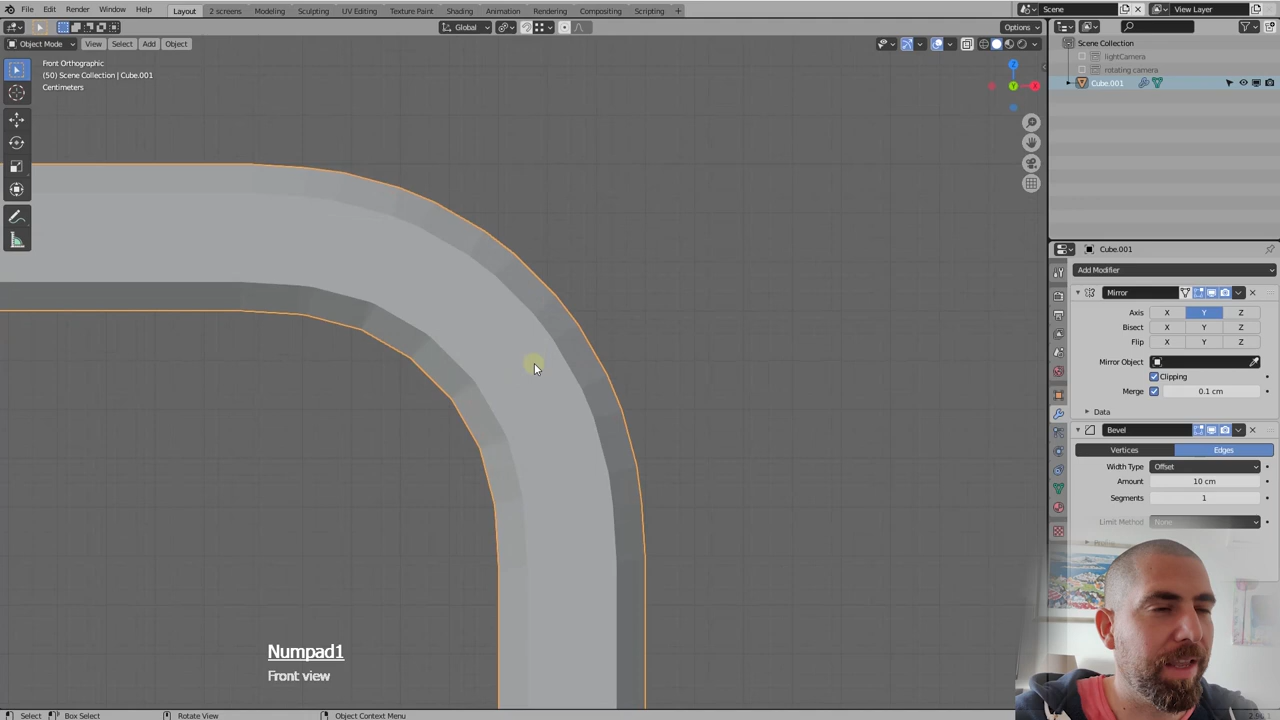 File Edit Render Window Help Layout 2 screens Modeling Sculpting UV Editing Texture Paint Shading Animation Rendering Compositing Scripting + Scene View Layer
Global Options
Object Mode View Select Add Object
Front Orthographic
(50) Scene Collection | Cube.001
Centimeters
Z
Y
X
Scene Collection
lightCamera
rotating camera
Cube.001
Cube.001
Add Modifier
Mirror
Axis X Y Z
Bisect X Y Z
Flip X Y Z
Mirror Object
Clipping
Merge 0.1 cm
Data
Bevel
Vertices Edges
Width Type Offset
Amount 10 cm
Segments 1
Limit Method None
Numpad1
Front view
Select Box Select Rotate View Object Context Menu